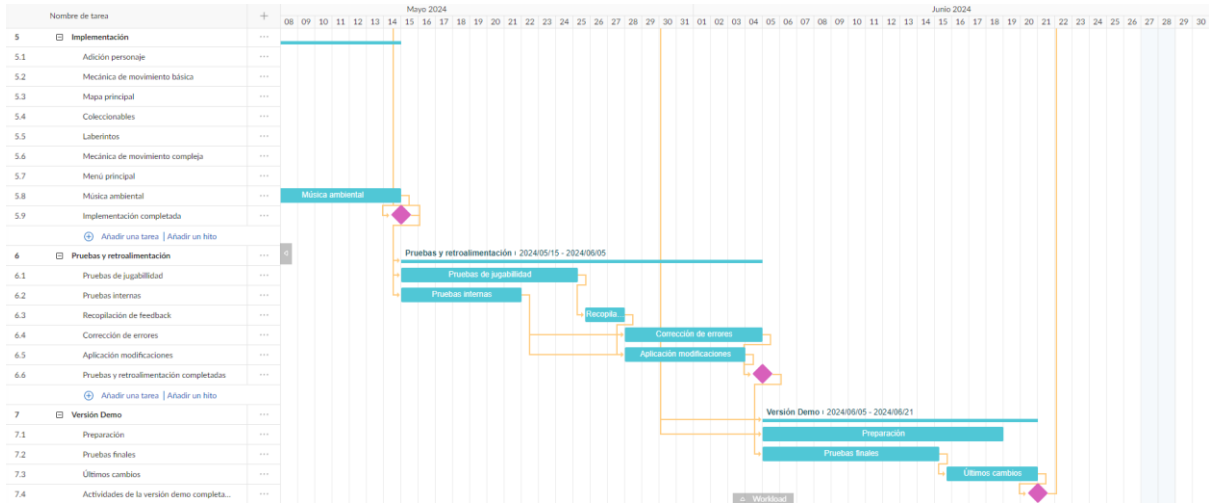 Mayo 2024 Junio 2024
Nombre de tarea + 08 09 10 11 12 13 14 15 16 17 18 19 20 21 22 23 24 25 26 27 28 29 30 31 01 02 03 04 05 06 07 08 09 10 11 12 13 14 15 16 17 18 19 20 21 22 23 24 25 26 27 28 29 30
5 Implementación ...
5.1 Adición personaje ...
5.2 Mecánica de movimiento básica ...
5.3 Mapa principal ...
5.4 Coleccionables ...
5.5 Laberintos ...
5.6 Mecánica de movimiento compleja ...
5.7 Menú principal ...
5.8 Música ambiental ... Música ambiental
5.9 Implementación completada ...
Añadir una tarea | Añadir un hito
6 Pruebas y retroalimentación ... Pruebas y retroalimentación 2024/05/15 - 2024/06/05
6.1 Pruebas de jugabillidad ... Pruebas de jugabillidad
6.2 Pruebas internas ... Pruebas internas
6.3 Recopilación de feedback ... Recopila...
6.4 Corrección de errores ... Corrección de errores
6.5 Aplicación modificaciones ... Aplicación modificaciones
6.6 Pruebas y retroalimentación completadas ...
Añadir una tarea | Añadir un hito
7 Versión Demo ... Versión Demo 2024/06/05 - 2024/06/21
7.1 Preparación ... Preparación
7.2 Pruebas finales ... Pruebas finales
7.3 Últimos cambios ... Últimos cambios
7.4 Actividades de la versión demo completa... ...
Workload